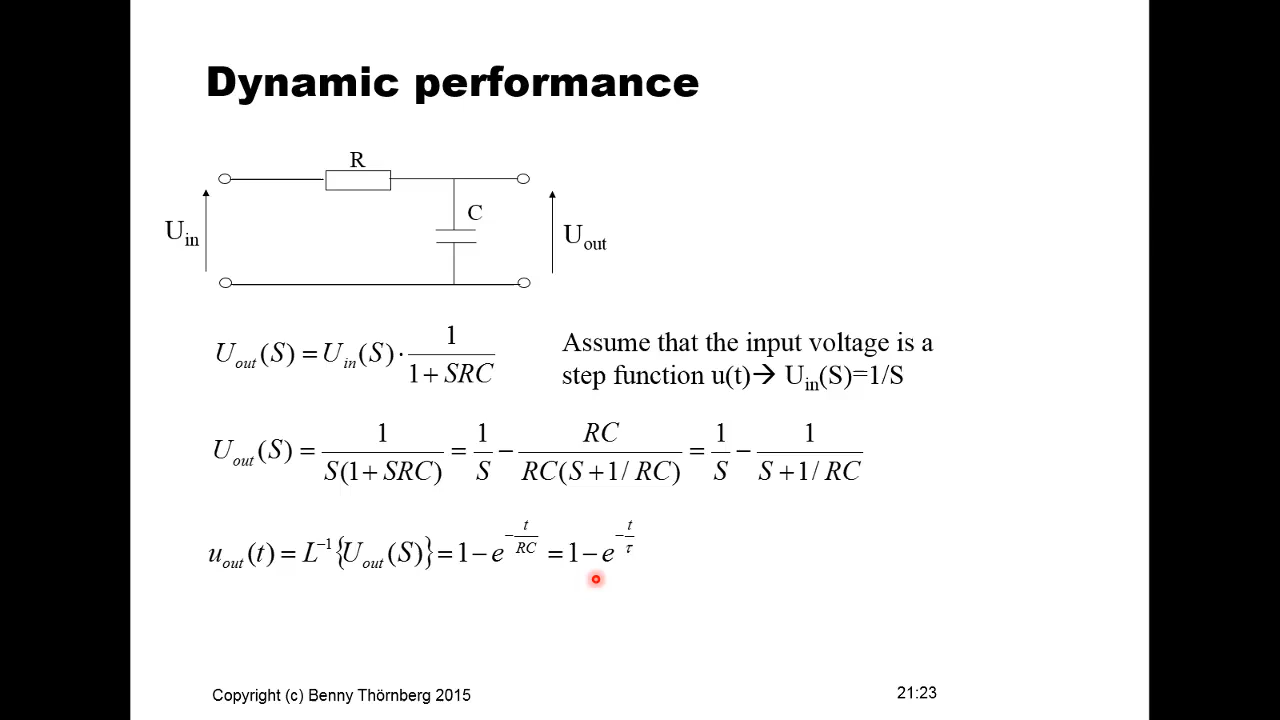 Dynamic performance
R
C
U_in
U_out
U_out(S) = U_in(S) · 1/(1 + SRC)
Assume that the input voltage is a
step function u(t)→ U_in(S)=1/S
U_out(S) = 1/(S(1 + SRC)) = 1/S − RC/(RC(S + 1/RC)) = 1/S − 1/(S + 1/RC)
u_out(t) = L^−1{U_out(S)} = 1 − e^(−t/RC) = 1 − e^(−t/τ)
Copyright (c) Benny Thörnberg 2015
21:23